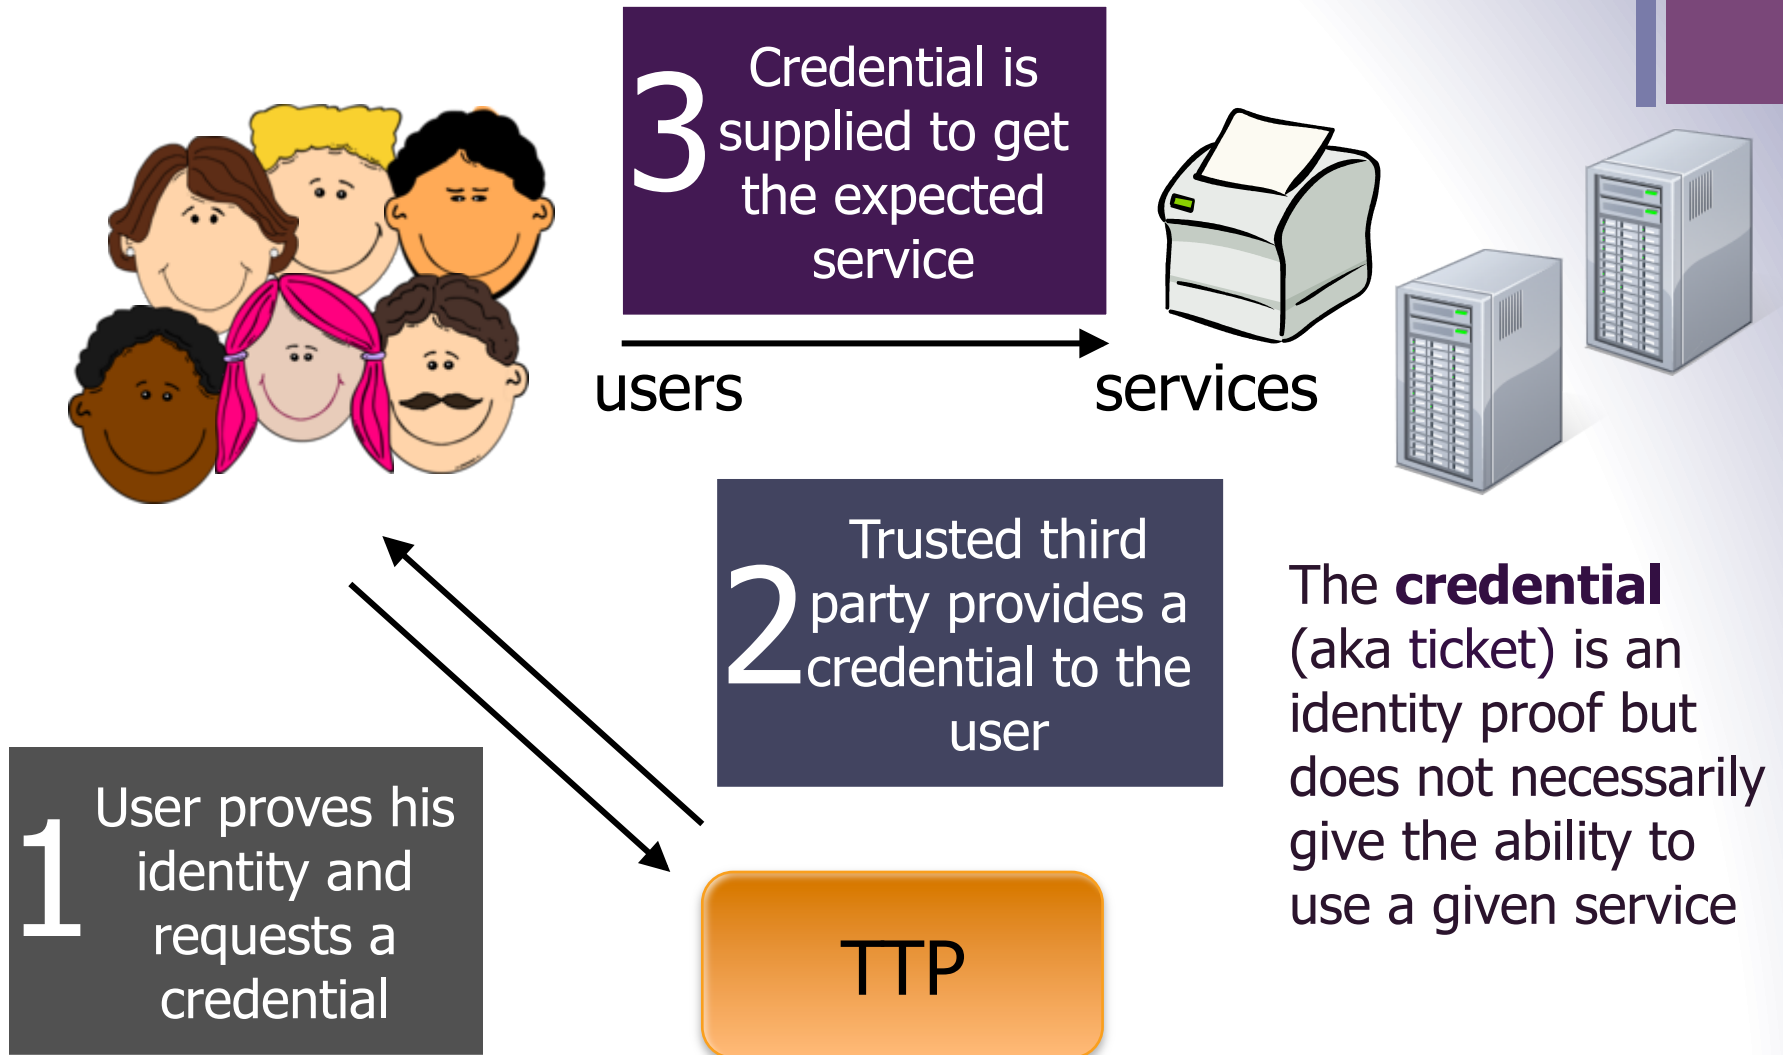 3
Credential is
supplied to get
the expected
service
users
services
2
Trusted third
party provides a
credential to the
user
The credential
(aka ticket) is an
identity proof but
does not necessarily
give the ability to
use a given service
1
User proves his
identity and
requests a
credential
TTP